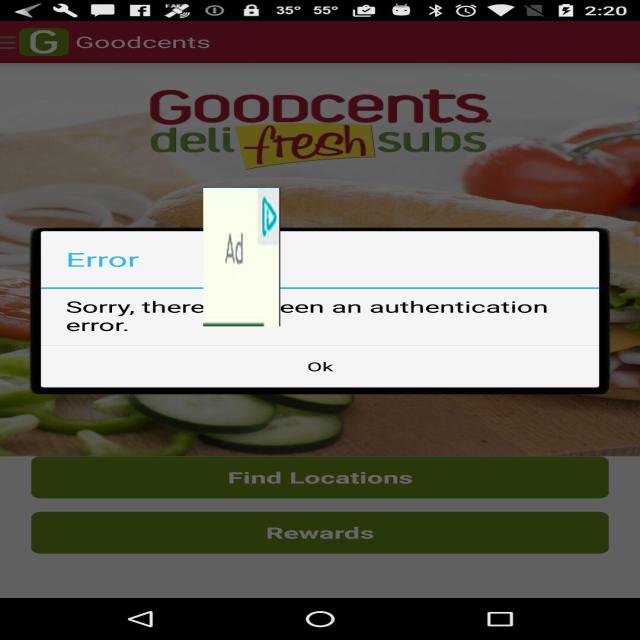 35° 55° 2:20
G Goodcents
GOODCENTS
deli fresh subs
Ad
Error
Sorry, there een an authentication
error.
Ok
Find Locations
Rewards